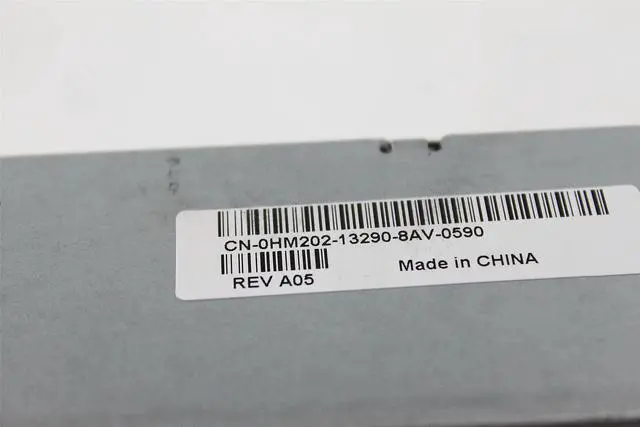 CN-0HM202-13290-8AV-0590
REV A05
Made in CHINA